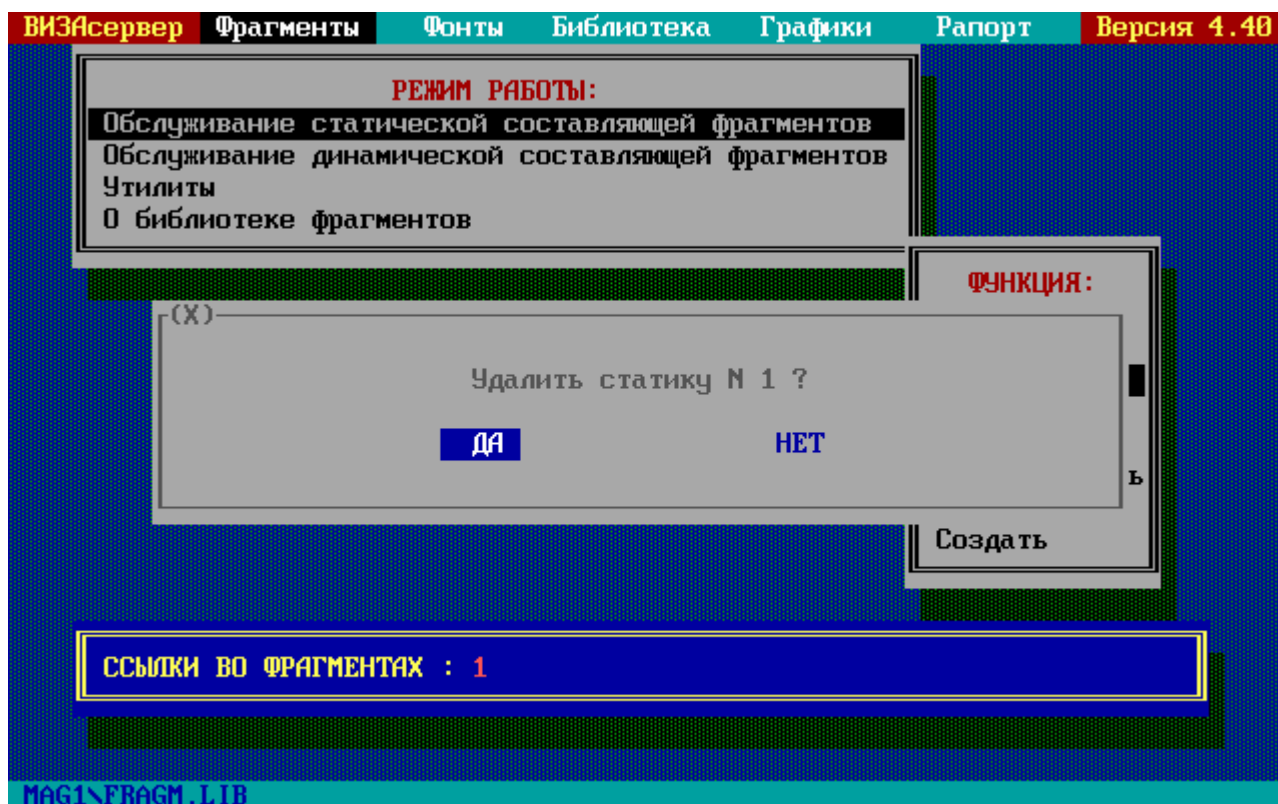 ВИЗАсервер Фрагменты Фонты Библиотека Графики Рапорт Версия 4.40
РЕЖИМ РАБОТЫ:
Обслуживание статической составляющей фрагментов
Обслуживание динамической составляющей фрагментов
Утилиты
О библиотеке фрагментов
ФУНКЦИЯ:
(X)
Удалить статику N 1 ?
ДА НЕТ
ь
Создать
ССЫЛКИ ВО ФРАГМЕНТАХ : 1
MAG1\FRAGM.LIB